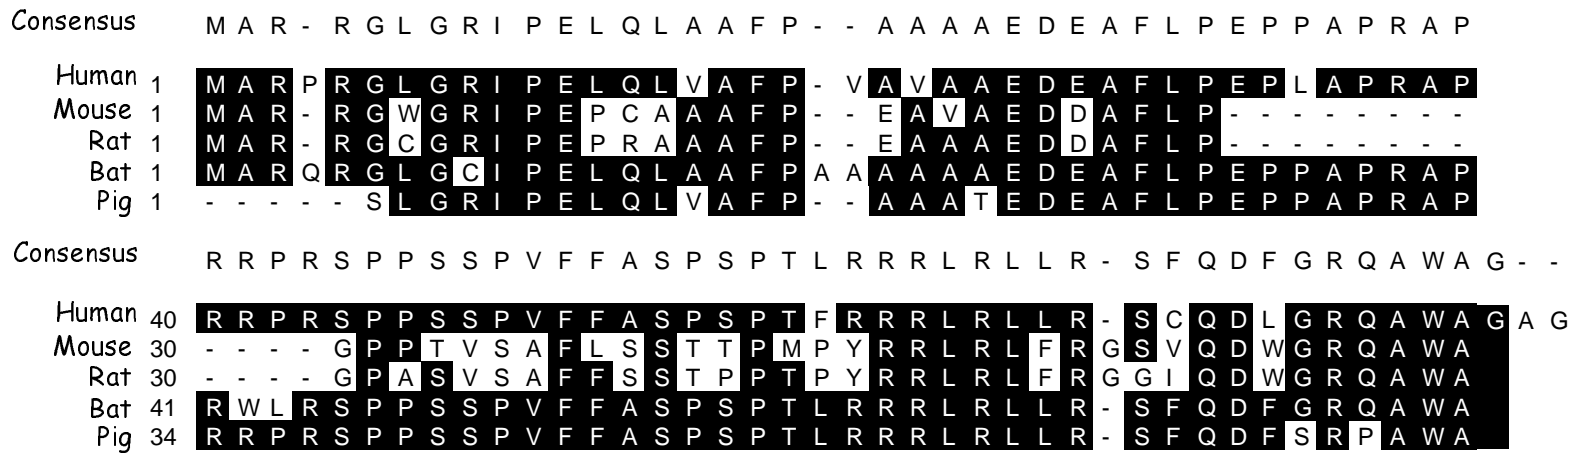 Consensus M A R - R G L G R I P E L Q L A A F P - - A A A A E D E A F L P E P P A P R A P
Human 1 M A R P R G L G R I P E L Q L V A F P - V A V A A E D E A F L P E P L A P R A P
Mouse 1 M A R - R G W G R I P E P C A A A F P - - E A V A E D D A F L P - - - - - - - -
Rat 1 M A R - R G C G R I P E P R A A A F P - - E A A A E D D A F L P - - - - - - - -
Bat 1 M A R Q R G L G C I P E L Q L A A F P A A A A A A E D E A F L P E P P A P R A P
Pig 1 - - - - - S L G R I P E L Q L V A F P - - A A A T E D E A F L P E P P A P R A P
Consensus R R P R S P P S S P V F F A S P S P T L R R R L R L L R - S F Q D F G R Q A W A G - -
Human 40 R R P R S P P S S P V F F A S P S P T F R R R L R L L R - S C Q D L G R Q A W A G A G
Mouse 30 - - - - G P P T V S A F L S S T T P M P Y R R L R L F R G S V Q D W G R Q A W A
Rat 30 - - - - G P A S V S A F F S S T P P T P Y R R L R L F R G G I Q D W G R Q A W A
Bat 41 R W L R S P P S S P V F F A S P S P T L R R R L R L L R - S F Q D F G R Q A W A
Pig 34 R R P R S P P S S P V F F A S P S P T L R R R L R L L R - S F Q D F S R P A W A